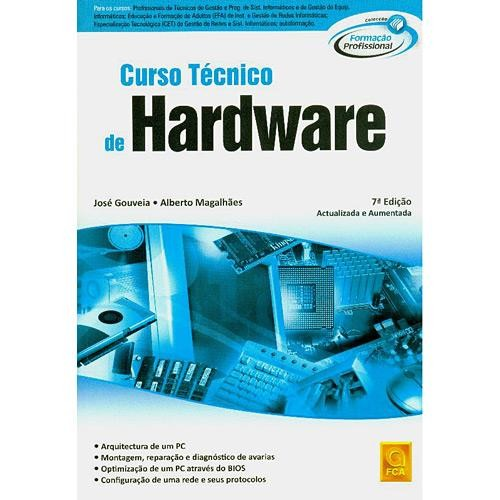 Para os cursos: Profissionais de Técnicos de Gestão e Prog. de Sist. Informáticos e de Gestão do Equip.
Informáticos; Educação e Formação de Adultos (EFA) de Inst. e Gestão de Redes Informáticas;
Especialização Tecnológica (CET) de Gestão de Redes e Sist. Informáticos; autoformação.
Colecção
Formação
Profissional
Curso Técnico
de Hardware
José Gouveia • Alberto Magalhães
7ª Edição
Actualizada e Aumentada
Kingston
• Arquitectura de um PC
• Montagem, reparação e diagnóstico de avarias
• Optimização de um PC através do BIOS
• Configuração de uma rede e seus protocolos
FCA